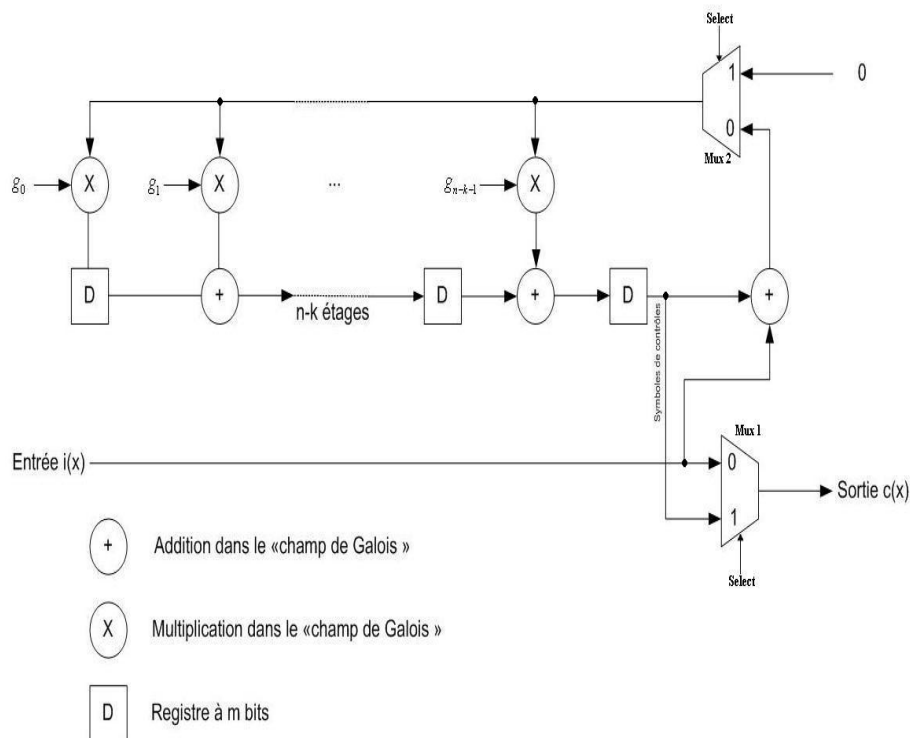 Select
1
0
0
Mux 2
g₀
X
g₁
X
...
gₙ₋ₖ₋₁
X
D
+
n-k étages
D
+
D
+
Symboles de contrôles
Mux 1
Entrée i(x)
0
1
Sortie c(x)
Select
+
Addition dans le «champ de Galois »
X
Multiplication dans le «champ de Galois »
D
Registre à m bits